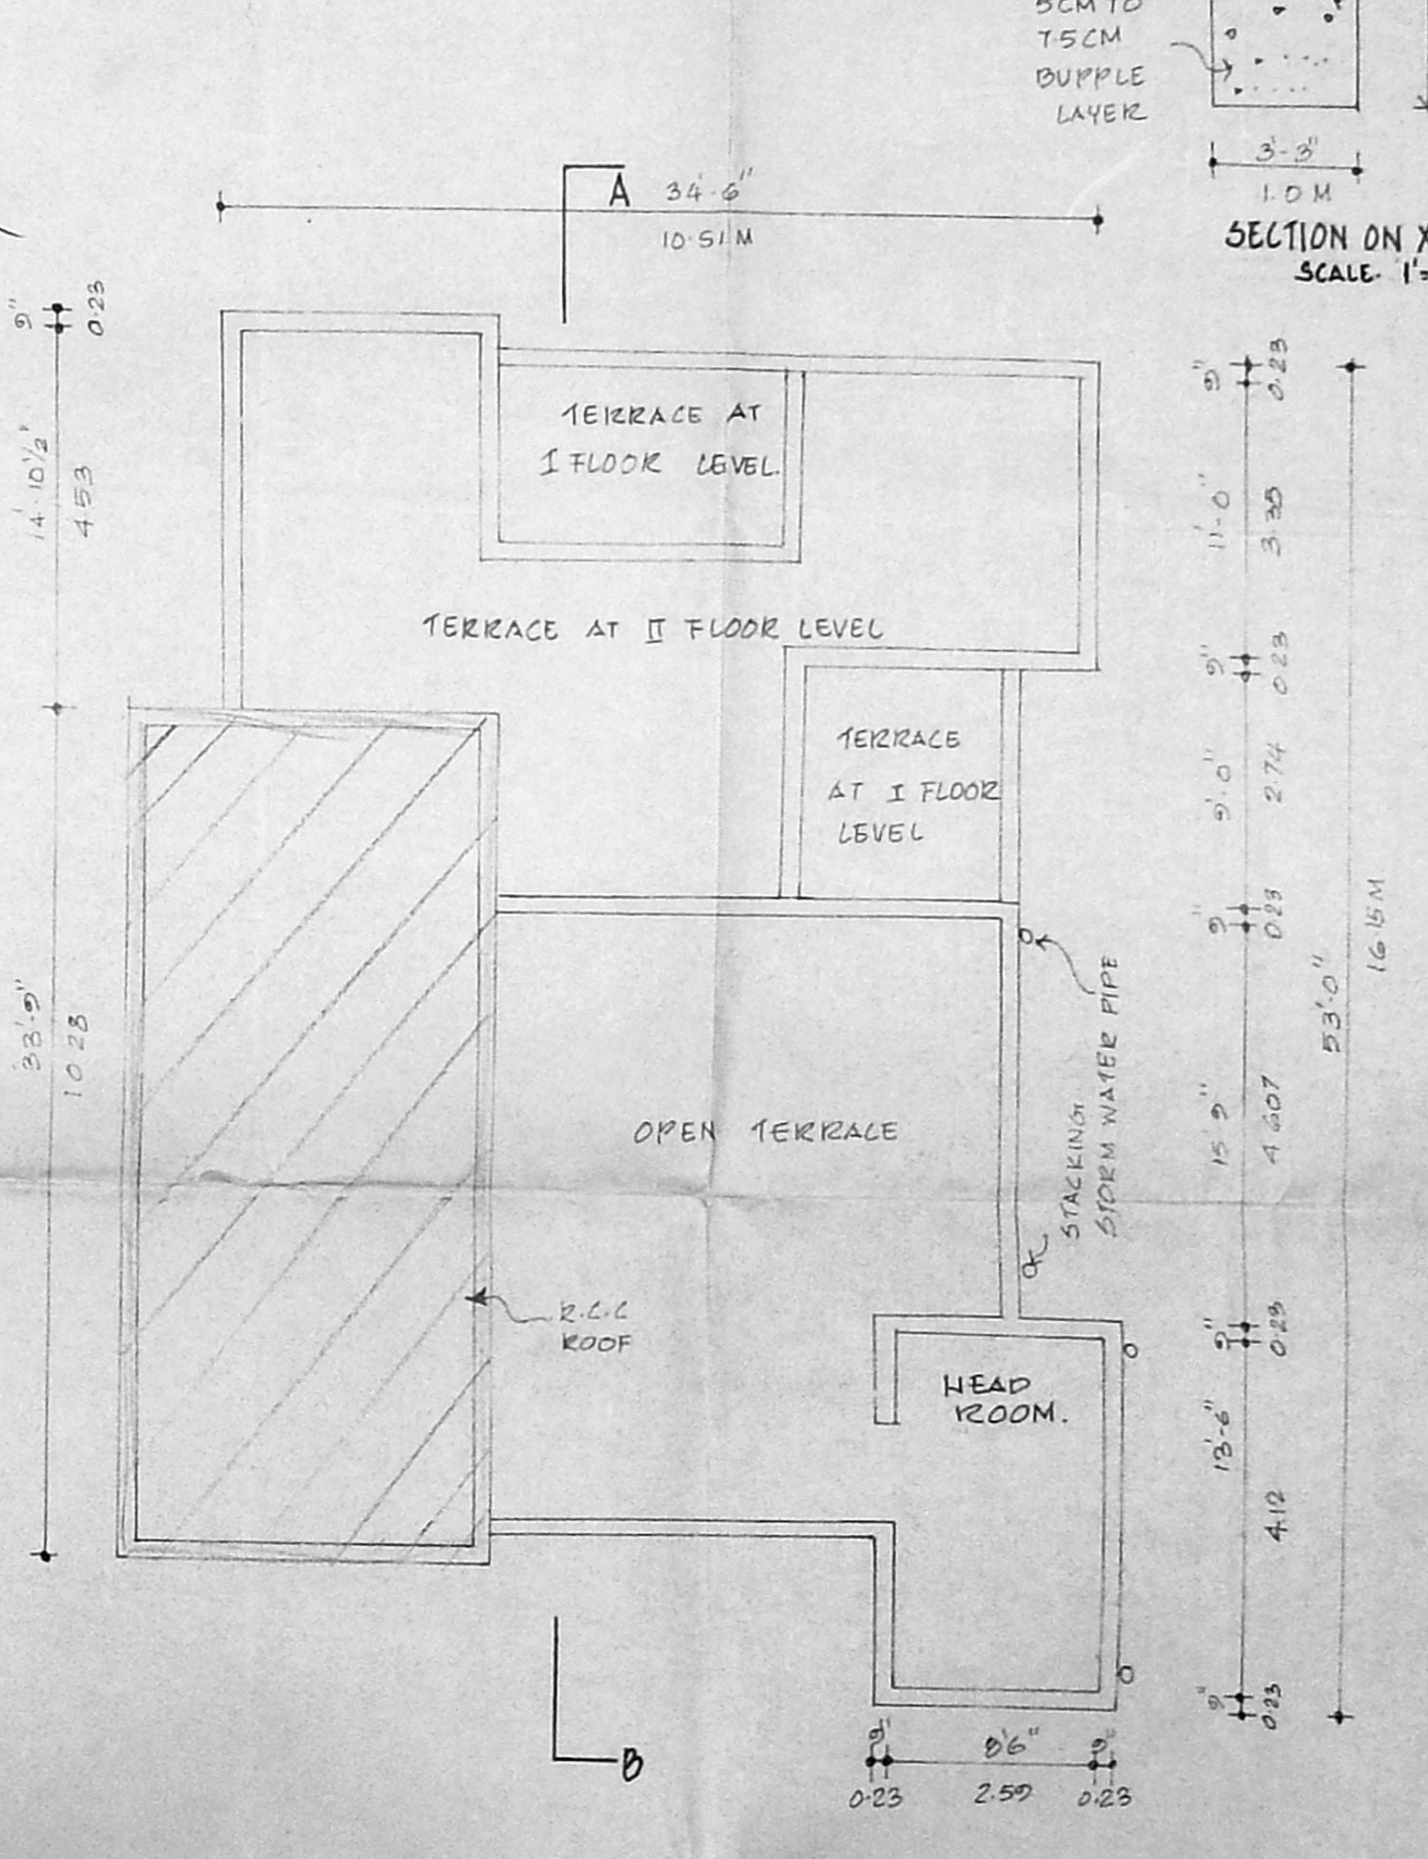 5CM TO
7.5CM
BUPPLE
LAYER
3'-3"
1.0 M
SECTION ON X
SCALE. 1"=
A
34'-6"
10.51 M
9"
0.23
14'-10 1/2"
4.53
33'-9"
10.28
TERRACE AT
I FLOOR LEVEL.
TERRACE AT II FLOOR LEVEL
TERRACE
AT I FLOOR
LEVEL
OPEN TERRACE
R.C.C
ROOF
STACKING
STORM WATER PIPE
HEAD
ROOM.
9"
0.23
11'-0"
3.35
9"
0.23
9'-0"
2.74
9"
0.23
15'9"
4.607
9"
0.23
13'-6"
4.12
9"
0.23
53'-0"
16.15M
9"
8'6"
9"
0.23
2.59
0.23
B